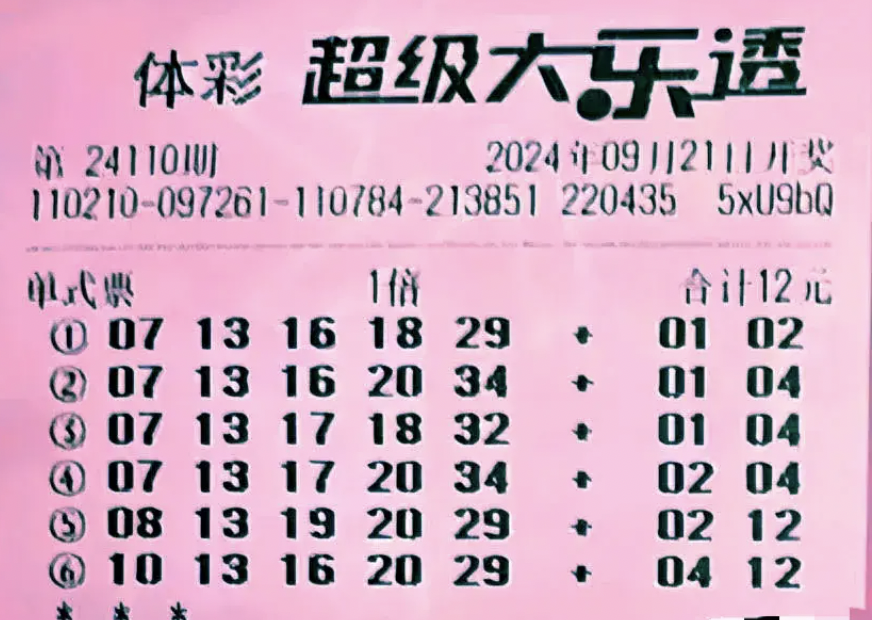 体彩 超级大乐透
第 24110期 2024年09月21日开奖
110210-097261-110784-213851 220435 5xU9bQ
单式票 1倍 合计12元
① 07 13 16 18 29 + 01 02
② 07 13 16 20 34 + 01 04
③ 07 13 17 18 32 + 01 04
④ 07 13 17 20 34 + 02 04
⑤ 08 13 19 20 29 + 02 12
⑥ 10 13 16 20 29 + 04 12
* * *